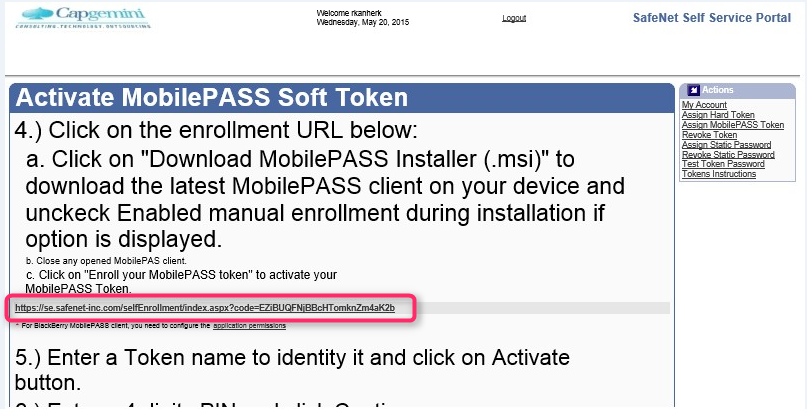 Capgemini
CONSULTING.TECHNOLOGY.OUTSOURCING
Welcome rkanherk
Wednesday, May 20, 2015
Logout
SafeNet Self Service Portal
Activate MobilePASS Soft Token
4.) Click on the enrollment URL below:
a. Click on "Download MobilePASS Installer (.msi)" to
download the latest MobilePASS client on your device and
unckeck Enabled manual enrollment during installation if
option is displayed.
b. Close any opened MobilePAS client.
c. Click on "Enroll your MobilePASS token" to activate your
MobilePASS Token.
https://se.safenet-inc.com/selfEnrollment/index.aspx?code=EZiBUQFNjBBcHTomknZm4aK2b
* For BlackBerry MobilePASS client, you need to configure the application permissions
5.) Enter a Token name to identity it and click on Activate
button.
Actions
My Account
Assign Hard Token
Assign MobilePASS Token
Revoke Token
Assign Static Password
Revoke Static Password
Test Token Password
Tokens Instructions